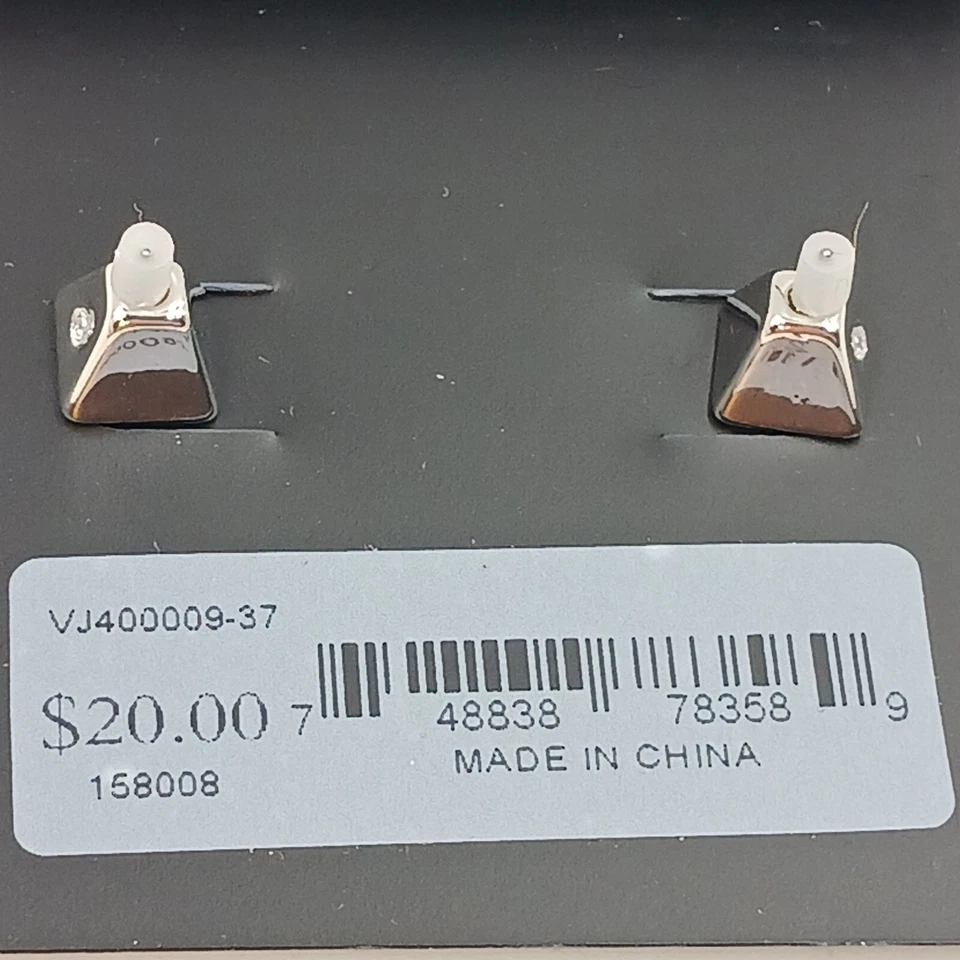 VJ400009-37
$20.00
7 48838 78358 9
158008
MADE IN CHINA